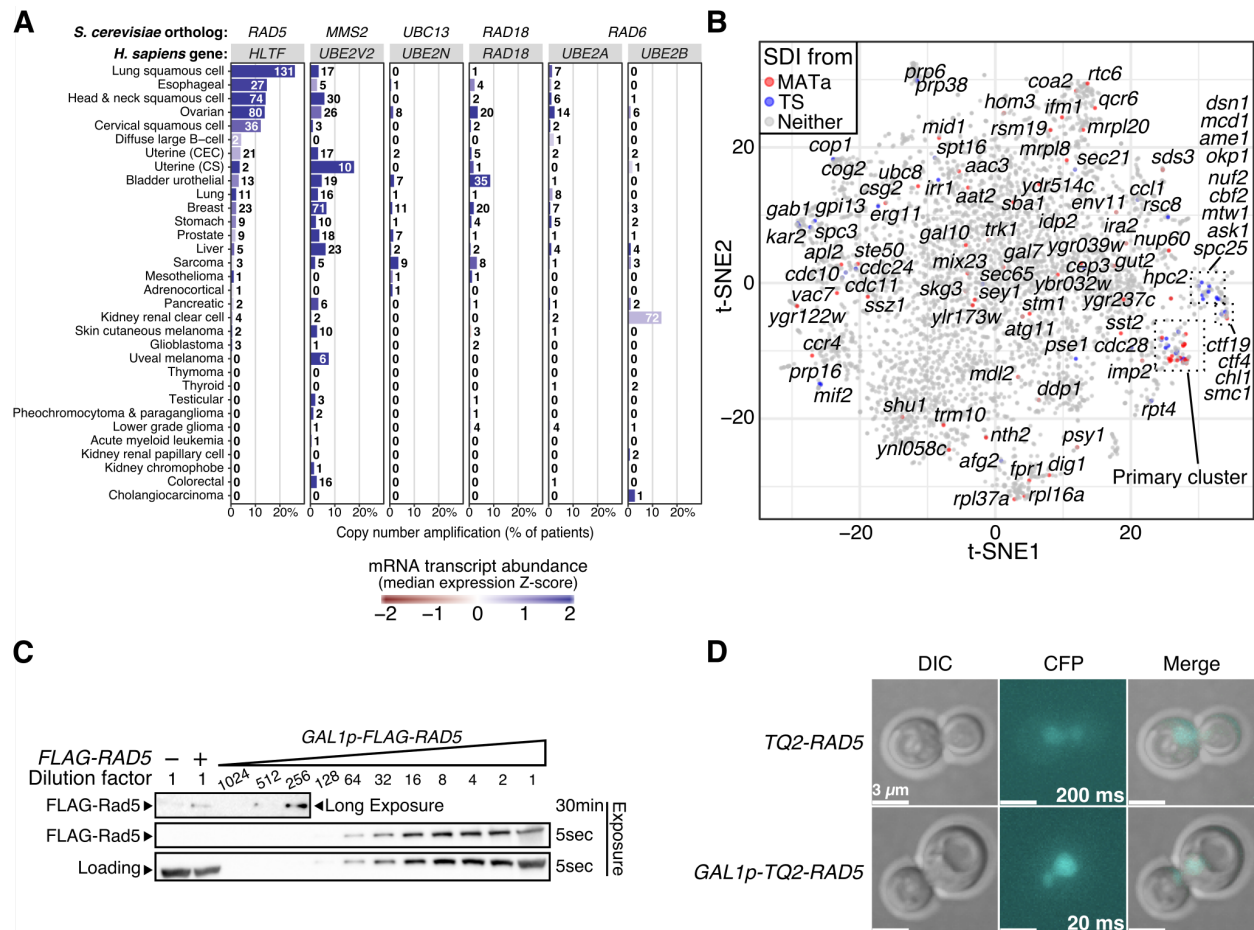 A
S. cerevisiae ortholog: RAD5 MMS2 UBC13 RAD18 RAD6
H. sapiens gene: HLTF UBE2V2 UBE2N RAD18 UBE2A UBE2B
Lung squamous cell 131 17 0 1 7 0
Esophageal 27 5 1 4 2 0
Head & neck squamous cell 74 30 0 2 6 1
Ovarian 80 26 8 20 14 6
Cervical squamous cell 36 3 0 2 2 0
Diffuse large B−cell 2 0 0 0 1 0
Uterine (CEC) 21 17 2 5 2 2
Uterine (CS) 2 10 0 1 0 1
Bladder urothelial 13 19 7 35 1 0
Lung 11 16 1 1 8 0
Breast 23 71 11 20 7 3
Stomach 9 10 1 4 5 2
Prostate 9 18 7 1 1 1
Liver 5 23 2 2 4 4
Sarcoma 3 5 9 8 1 3
Mesothelioma 1 0 0 1 0 0
Adrenocortical 1 0 1 0 0 0
Pancreatic 2 6 0 1 1 2
Kidney renal clear cell 4 0 0 0 2 72
Skin cutaneous melanoma 2 10 0 3 1 0
Glioblastoma 3 1 0 2 0 0
Uveal melanoma 0 6 0 0 0 0
Thymoma 0 0 0 0 0 0
Thyroid 0 0 0 0 1 2
Testicular 0 3 0 1 1 0
Pheochromocytoma & paraganglioma 0 2 0 1 0 0
Lower grade glioma 0 1 0 4 4 1
Acute myeloid leukemia 0 1 0 0 0 0
Kidney renal papillary cell 0 0 0 0 0 2
Kidney chromophobe 0 1 0 0 0 0
Colorectal 0 16 0 0 1 0
Cholangiocarcinoma 0 0 0 0 0 1
0 10 20% 0 10 20% 0 10 20% 0 10 20% 0 10 20% 0 10 20%
Copy number amplification (% of patients)
mRNA transcript abundance
(median expression Z-score)
−2 −1 0 1 2
B
SDI from
MATa
TS
Neither
prp6
prp38
coa2
rtc6
hom3
ifm1
qcr6
mid1
rsm19
mrpl20
cop1
spt16
mrpl8
sec21
sds3
cog2
ubc8
aac3
csg2
irr1
aat2
ydr514c
ccl1
gab1
gpi13
erg11
sba1
env11
rsc8
kar2
spc3
gal10
trk1
idp2
ira2
apl2
ste50
gal7
ygr039w
nup60
cdc10
cdc24
mix23
sec65
cep3
gut2
hpc2
cdc11
skg3
sey1
ybr032w
vac7
ssz1
stm1
ygr237c
ygr122w
ylr173w
atg11
sst2
ccr4
pse1
cdc28
prp16
mdl2
imp2
mif2
ddp1
rpt4
shu1
trm10
nth2
psy1
ynl058c
afg2
fpr1
dig1
rpl37a
rpl16a
dsn1
mcd1
ame1
okp1
nuf2
cbf2
mtw1
ask1
spc25
ctf19
ctf4
chl1
smc1
Primary cluster
20
0
−20
t-SNE2
−20 0 20
t-SNE1
C
GAL1p-FLAG-RAD5
FLAG-RAD5 − +
Dilution factor 1 1 1024 512 256 128 64 32 16 8 4 2 1
FLAG-Rad5 Long Exposure 30min
FLAG-Rad5 5sec
Loading 5sec
Exposure
D
DIC CFP Merge
TQ2-RAD5
3 µm
200 ms
GAL1p-TQ2-RAD5
20 ms